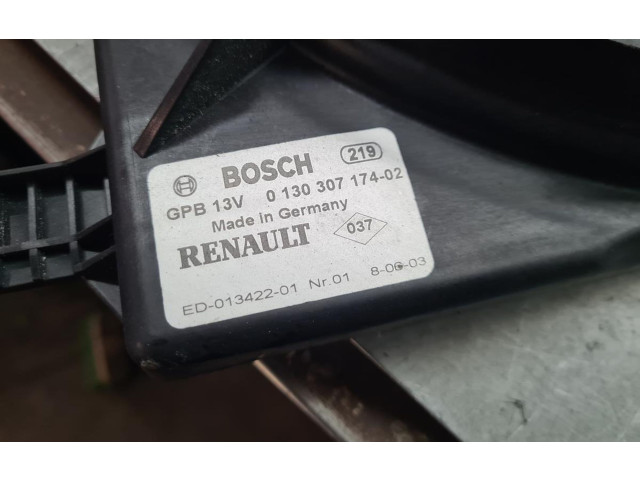 BOSCH 219
GPB 13V 0 130 307 174-02
Made in Germany
RENAULT 037
ED-013422-01 Nr.01 8-06-03